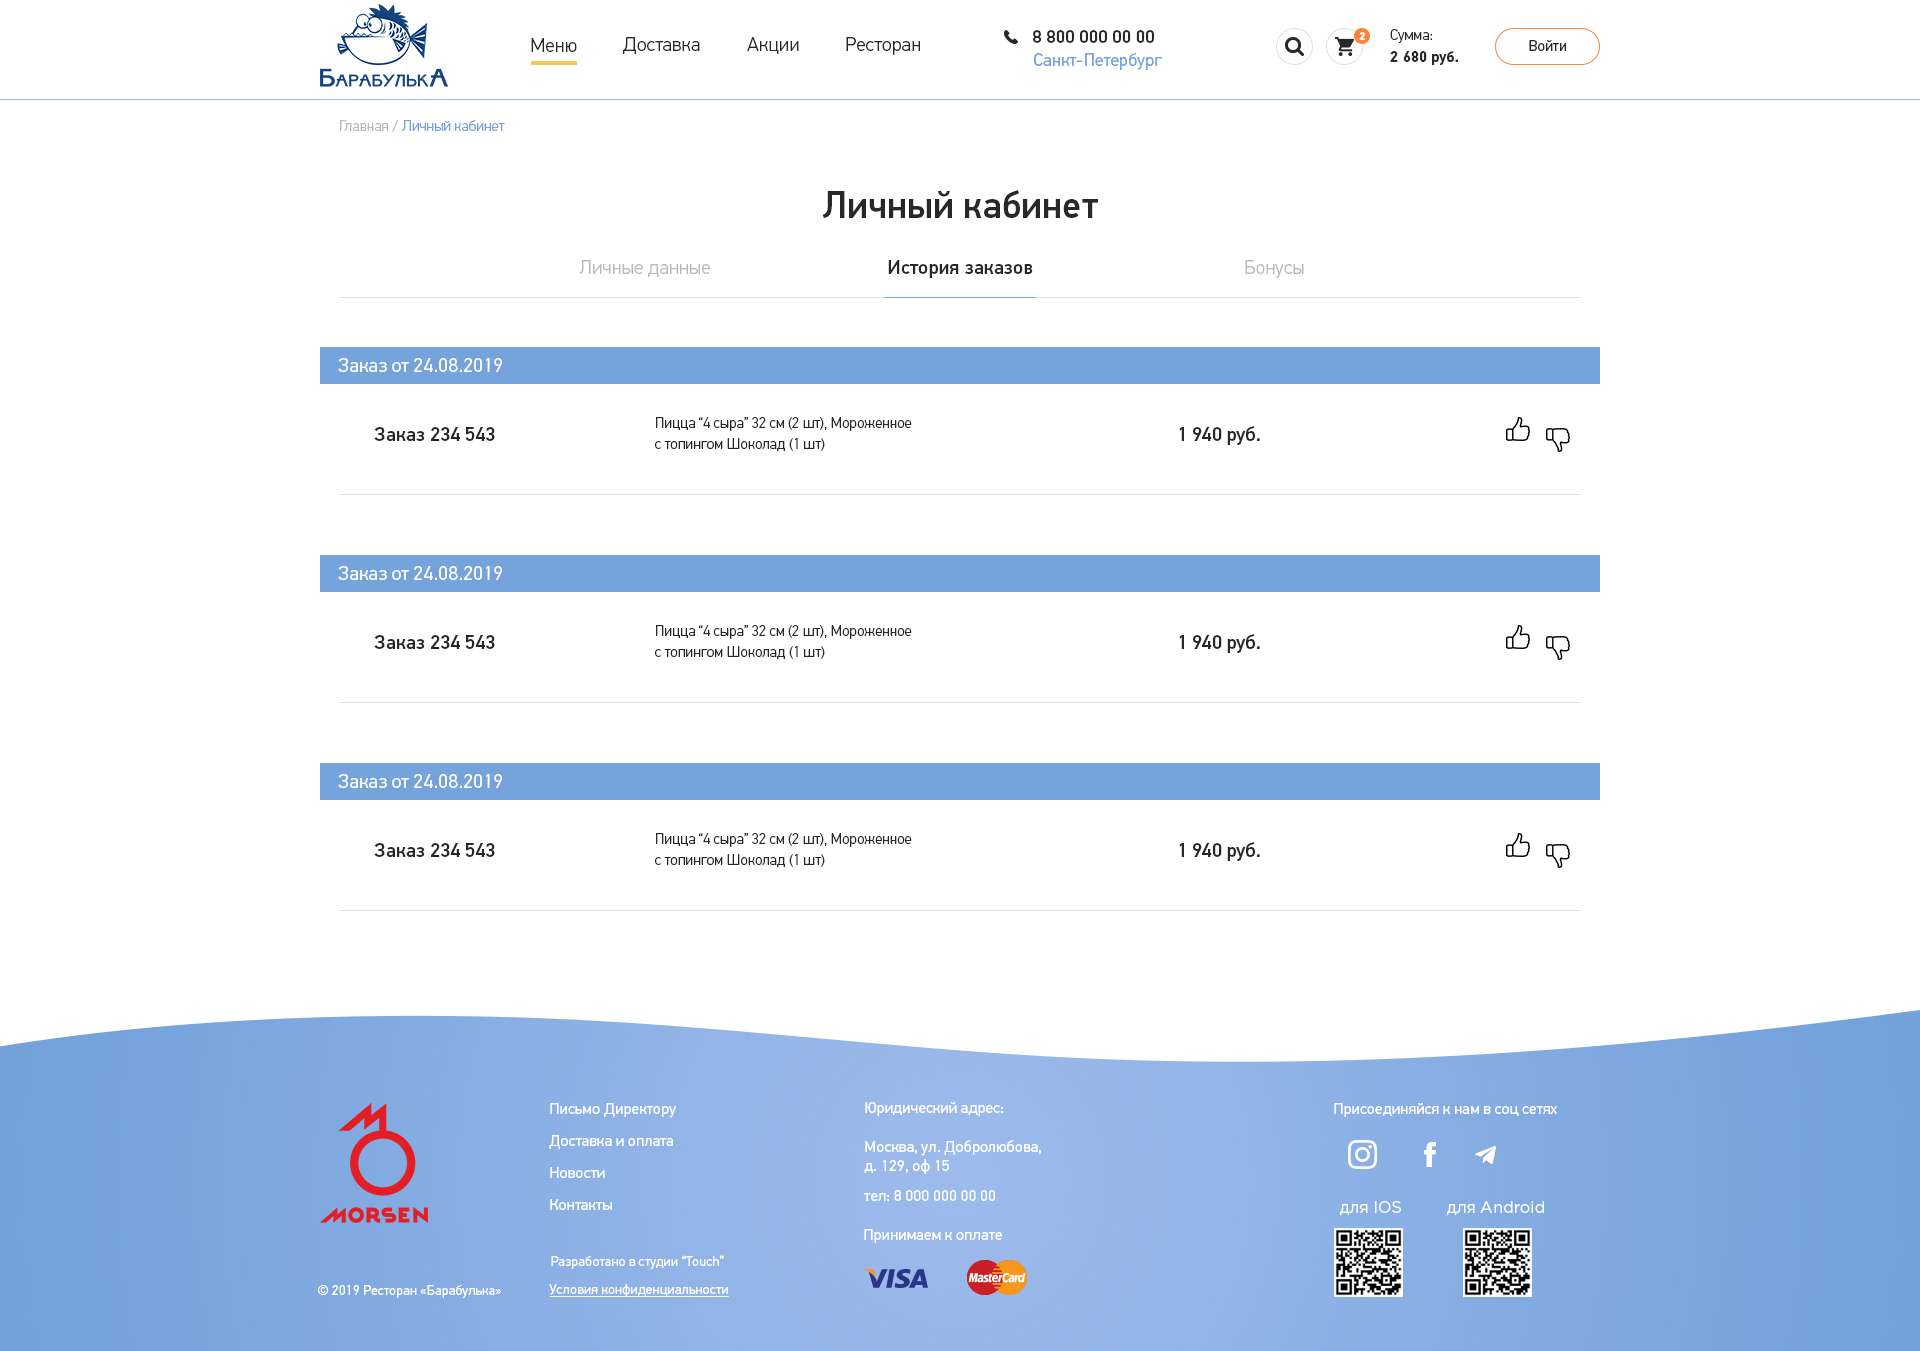 БАРАБУЛЬКА
Меню
Доставка
Акции
Ресторан
8 800 000 00 00
Санкт-Петербург
2
Сумма:
2 680 руб.
Войти
Главная / Личный кабинет
Личный кабинет
Личные данные
История заказов
Бонусы
Заказ от 24.08.2019
Заказ 234 543
Пицца “4 сыра” 32 см (2 шт), Мороженное
с топингом Шоколад (1 шт)
1 940 руб.
Заказ от 24.08.2019
Заказ 234 543
Пицца “4 сыра” 32 см (2 шт), Мороженное
с топингом Шоколад (1 шт)
1 940 руб.
Заказ от 24.08.2019
Заказ 234 543
Пицца “4 сыра” 32 см (2 шт), Мороженное
с топингом Шоколад (1 шт)
1 940 руб.
MORSEN
© 2019 Ресторан «Барабулька»
Письмо Директору
Доставка и оплата
Новости
Контакты
Разработано в студии “Touch”
Условия конфиденциальности
Юридический адрес:
Москва, ул. Добролюбова,
д. 129, оф 15
тел: 8 000 000 00 00
Принимаем к оплате
VISA
MasterCard
Присоединяйся к нам в соц сетях
для IOS
для Android